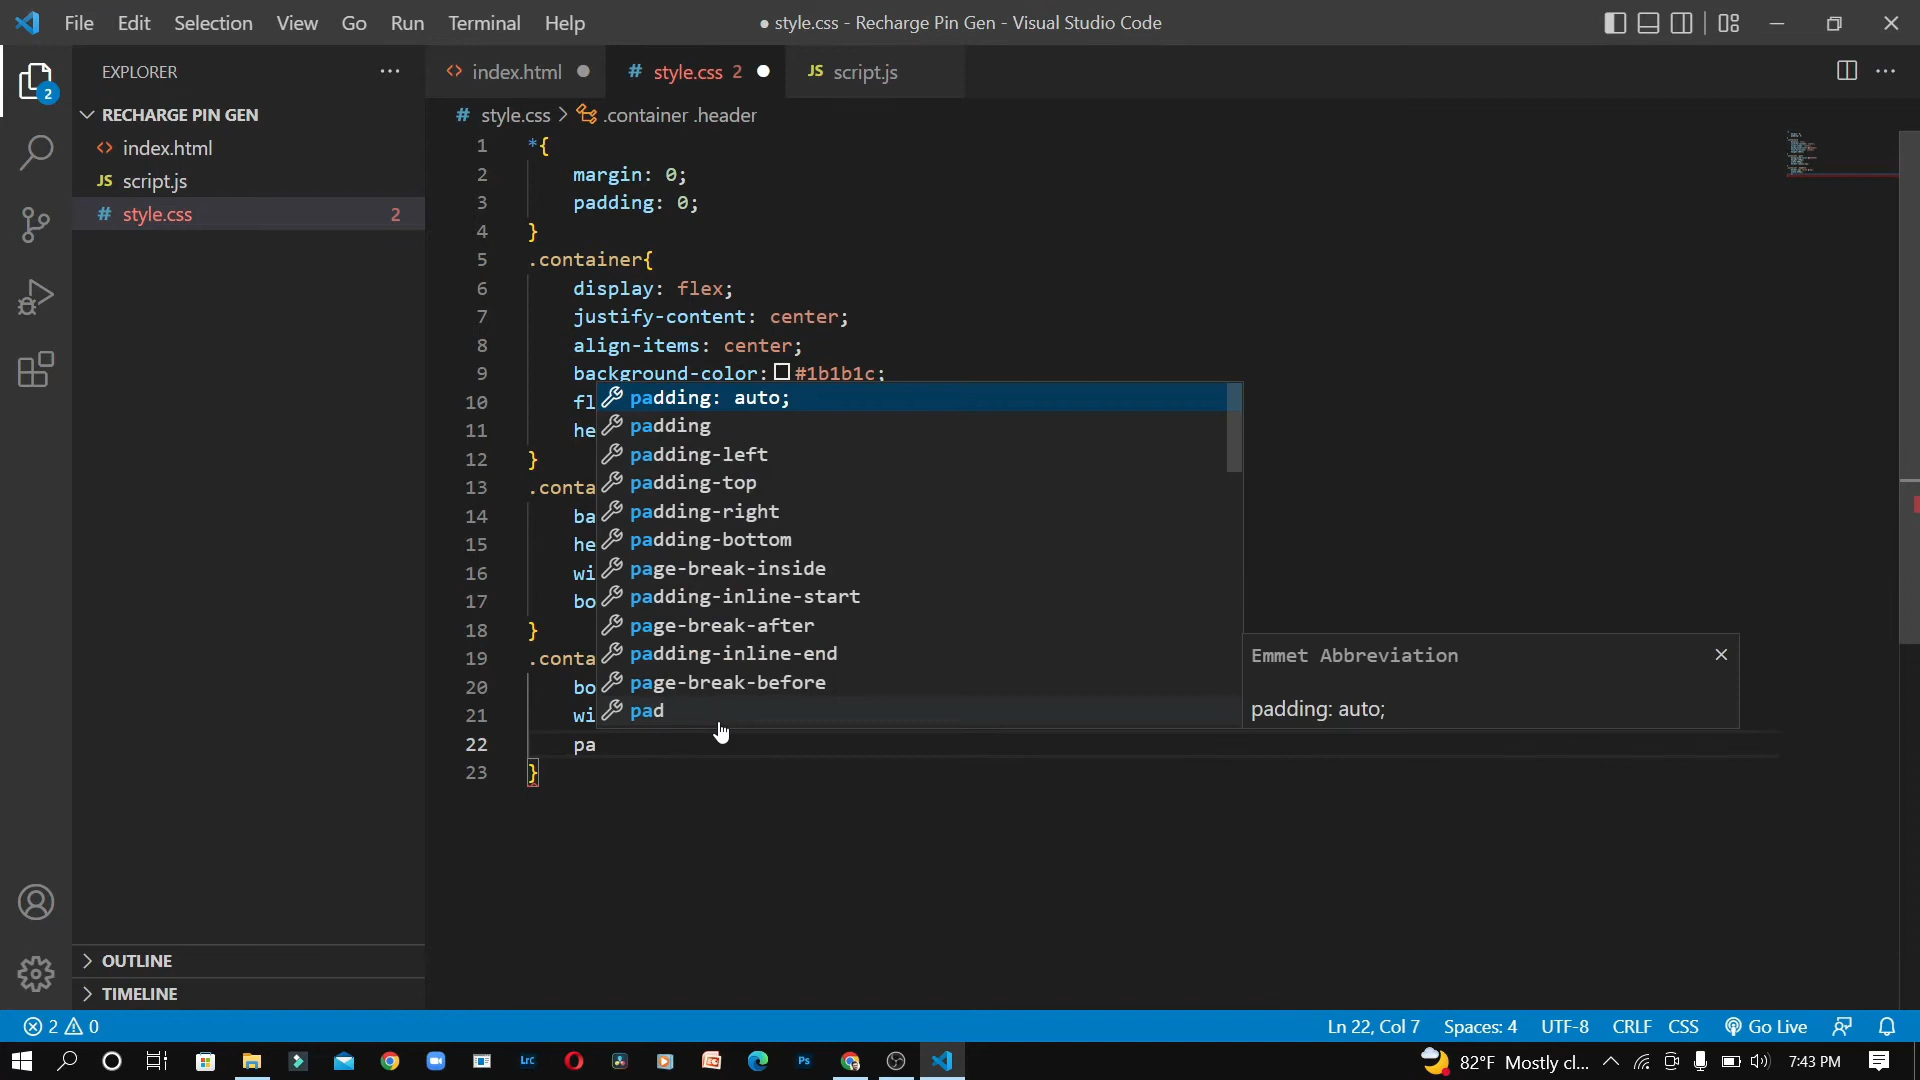 File Edit Selection View Go Run Terminal Help
● style.css - Recharge Pin Gen - Visual Studio Code
EXPLORER
RECHARGE PIN GEN
index.html
JS script.js
# style.css 2
OUTLINE
TIMELINE
2
<> index.html
# style.css 2
JS script.js
# style.css > .container .header
1 *{
2 margin: 0;
3 padding: 0;
4 }
5 .container{
6 display: flex;
7 justify-content: center;
8 align-items: center;
9 background-color: #1b1b1c;
10 fl
11 he
12 }
13 .conta
14 ba
15 he
16 wi
17 bo
18 }
19 .conta
20 bo
21 wi
22 pa
23 }
padding: auto;
padding
padding-left
padding-top
padding-right
padding-bottom
page-break-inside
padding-inline-start
page-break-after
padding-inline-end
page-break-before
pad
Emmet Abbreviation
padding: auto;
2 0
Ln 22, Col 7 Spaces: 4 UTF-8 CRLF CSS Go Live
Lrc Ps
82°F Mostly cl... 7:43 PM